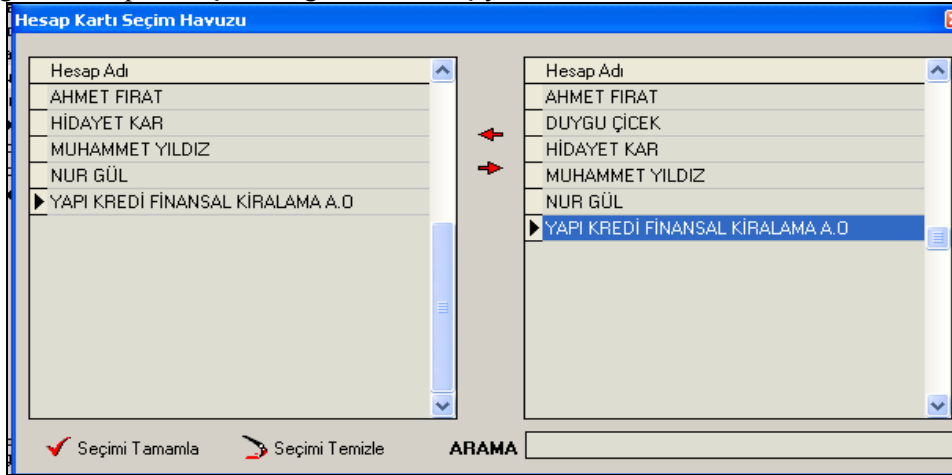 Hesap Kartı Seçim Havuzu
Hesap Adı
AHMET FIRAT
HİDAYET KAR
MUHAMMET YILDIZ
NUR GÜL
YAPI KREDİ FİNANSAL KİRALAMA A.O
Hesap Adı
AHMET FIRAT
DUYGU ÇİCEK
HİDAYET KAR
MUHAMMET YILDIZ
NUR GÜL
YAPI KREDİ FİNANSAL KİRALAMA A.O
Seçimi Tamamla
Seçimi Temizle
ARAMA